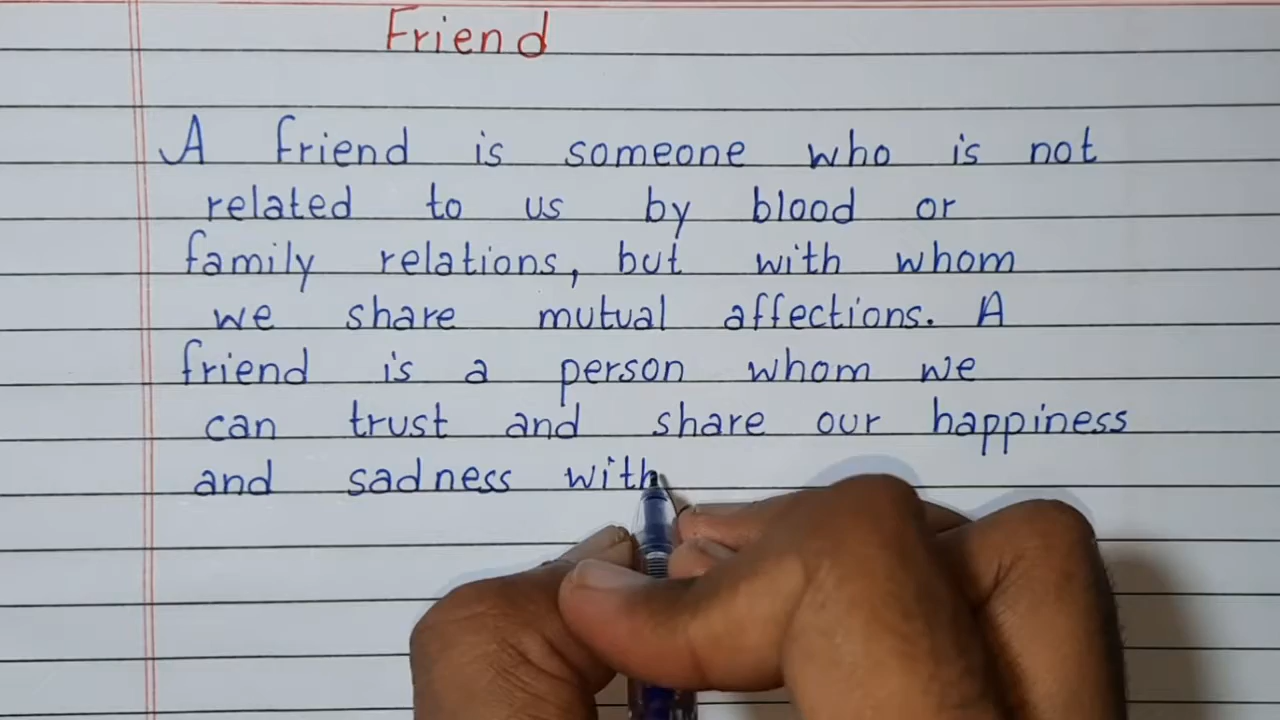 Friend
A friend is someone who is not
related to us by blood or
family relations, but with whom
we share mutual affections. A
friend is a person whom we
can trust and share our happiness
and sadness with